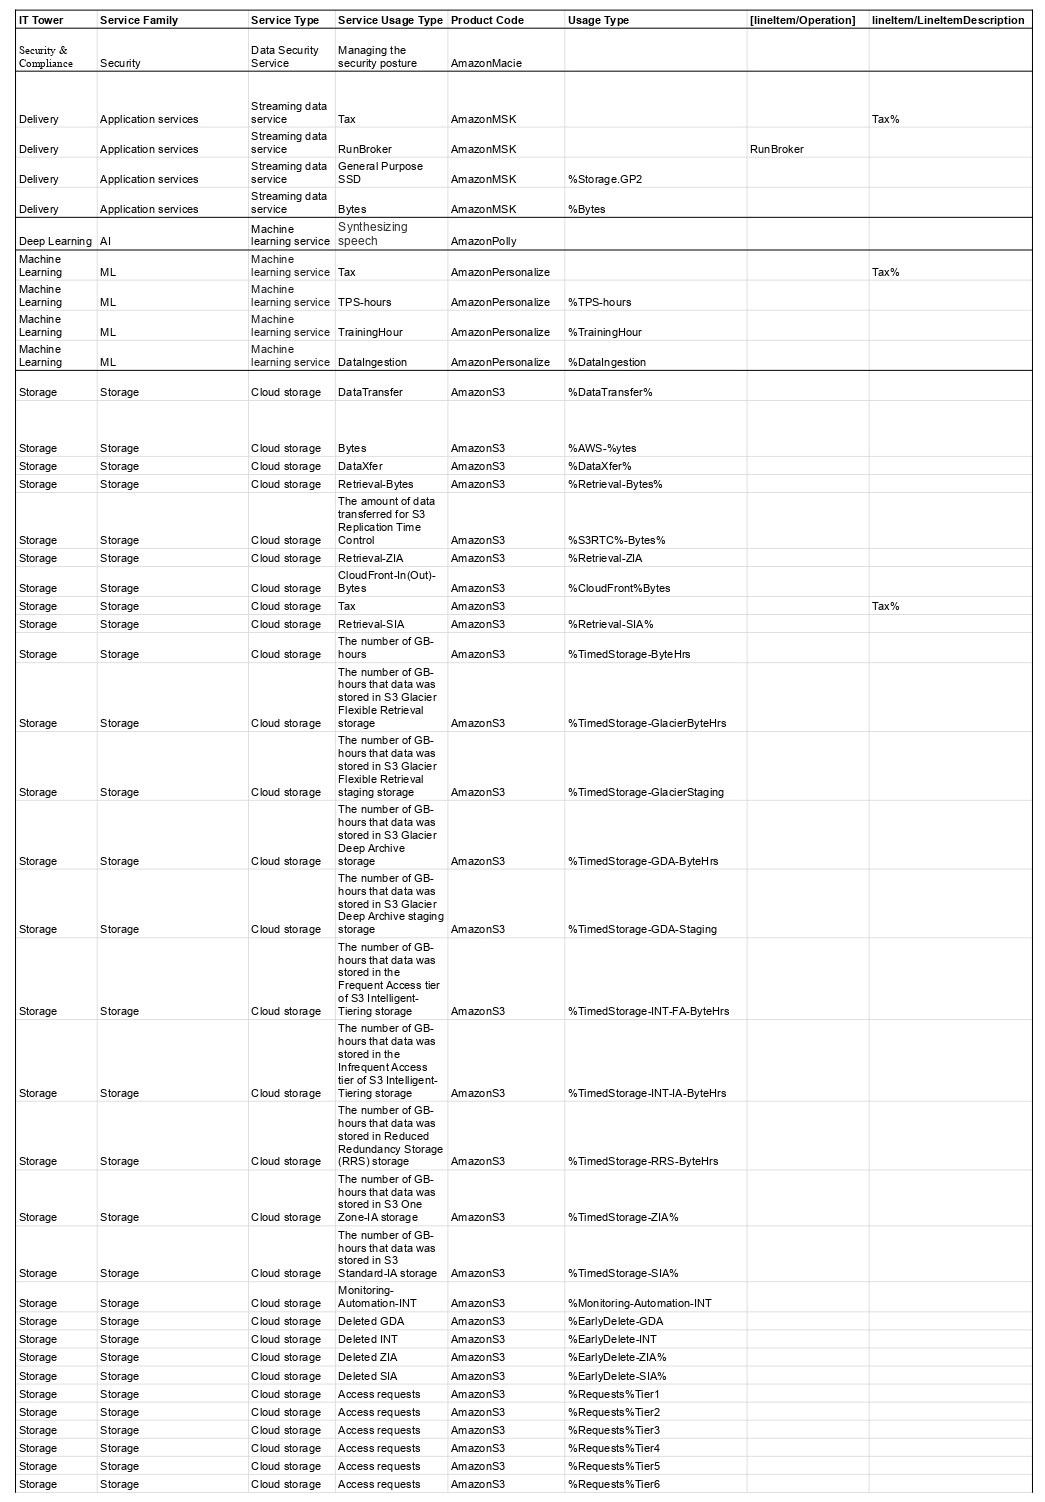 IT Tower Service Family Service Type Service Usage Type Product Code Usage Type [lineItem/Operation] lineItem/LineItemDescription
Security & Compliance Security Data Security Service Managing the security posture AmazonMacie
Delivery Application services Streaming data service Tax AmazonMSK Tax%
Delivery Application services Streaming data service RunBroker AmazonMSK RunBroker
Delivery Application services Streaming data service General Purpose SSD AmazonMSK %Storage.GP2
Delivery Application services Streaming data service Bytes AmazonMSK %Bytes
Deep Learning AI Machine learning service Synthesizing speech AmazonPolly
Machine Learning ML Machine learning service Tax AmazonPersonalize Tax%
Machine Learning ML Machine learning service TPS-hours AmazonPersonalize %TPS-hours
Machine Learning ML Machine learning service TrainingHour AmazonPersonalize %TrainingHour
Machine Learning ML Machine learning service DataIngestion AmazonPersonalize %DataIngestion
Storage Storage Cloud storage DataTransfer AmazonS3 %DataTransfer%
Storage Storage Cloud storage Bytes AmazonS3 %AWS-%ytes
Storage Storage Cloud storage DataXfer AmazonS3 %DataXfer%
Storage Storage Cloud storage Retrieval-Bytes AmazonS3 %Retrieval-Bytes%
Storage Storage Cloud storage The amount of data transferred for S3 Replication Time Control AmazonS3 %S3RTC%-Bytes%
Storage Storage Cloud storage Retrieval-ZIA AmazonS3 %Retrieval-ZIA
Storage Storage Cloud storage CloudFront-In(Out)-Bytes AmazonS3 %CloudFront%Bytes
Storage Storage Cloud storage Tax AmazonS3 Tax%
Storage Storage Cloud storage Retrieval-SIA AmazonS3 %Retrieval-SIA%
Storage Storage Cloud storage The number of GB-hours AmazonS3 %TimedStorage-ByteHrs
Storage Storage Cloud storage The number of GB-hours that data was stored in S3 Glacier Flexible Retrieval storage AmazonS3 %TimedStorage-GlacierByteHrs
Storage Storage Cloud storage The number of GB-hours that data was stored in S3 Glacier Flexible Retrieval staging storage AmazonS3 %TimedStorage-GlacierStaging
Storage Storage Cloud storage The number of GB-hours that data was stored in S3 Glacier Deep Archive storage AmazonS3 %TimedStorage-GDA-ByteHrs
Storage Storage Cloud storage The number of GB-hours that data was stored in S3 Glacier Deep Archive staging storage AmazonS3 %TimedStorage-GDA-Staging
Storage Storage Cloud storage The number of GB-hours that data was stored in the Frequent Access tier of S3 Intelligent-Tiering storage AmazonS3 %TimedStorage-INT-FA-ByteHrs
Storage Storage Cloud storage The number of GB-hours that data was stored in the Infrequent Access tier of S3 Intelligent-Tiering storage AmazonS3 %TimedStorage-INT-IA-ByteHrs
Storage Storage Cloud storage The number of GB-hours that data was stored in Reduced Redundancy Storage (RRS) storage AmazonS3 %TimedStorage-RRS-ByteHrs
Storage Storage Cloud storage The number of GB-hours that data was stored in S3 One Zone-IA storage AmazonS3 %TimedStorage-ZIA%
Storage Storage Cloud storage The number of GB-hours that data was stored in S3 Standard-IA storage AmazonS3 %TimedStorage-SIA%
Storage Storage Cloud storage Monitoring-Automation-INT AmazonS3 %Monitoring-Automation-INT
Storage Storage Cloud storage Deleted GDA AmazonS3 %EarlyDelete-GDA
Storage Storage Cloud storage Deleted INT AmazonS3 %EarlyDelete-INT
Storage Storage Cloud storage Deleted ZIA AmazonS3 %EarlyDelete-ZIA%
Storage Storage Cloud storage Deleted SIA AmazonS3 %EarlyDelete-SIA%
Storage Storage Cloud storage Access requests AmazonS3 %Requests%Tier1
Storage Storage Cloud storage Access requests AmazonS3 %Requests%Tier2
Storage Storage Cloud storage Access requests AmazonS3 %Requests%Tier3
Storage Storage Cloud storage Access requests AmazonS3 %Requests%Tier4
Storage Storage Cloud storage Access requests AmazonS3 %Requests%Tier5
Storage Storage Cloud storage Access requests AmazonS3 %Requests%Tier6